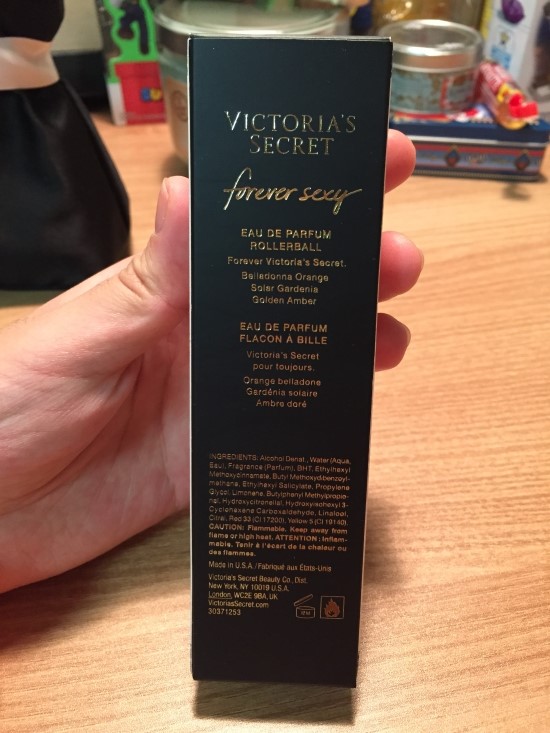 VICTORIA'S
SECRET
forever sexy
EAU DE PARFUM
ROLLERBALL
Forever Victoria's Secret.
Belladonna Orange
Solar Gardenia
Golden Amber
EAU DE PARFUM
FLACON À BILLE
Victoria's Secret
pour toujours.
Orange belladone
Gardénia solaire
Ambre doré
INGREDIENTS: Alcohol Denat., Water (Aqua,
Eau), Fragrance (Parfum), BHT, Ethylhexyl
Methoxycinnamate, Butyl Methoxydibenzoyl-
methane, Ethylhexyl Salicylate, Propylene
Glycol, Limonene, Butylphenyl Methylpropio-
nal, Hydroxycitronellal, Hydroxyisohexyl 3-
Cyclohexene Carboxaldehyde, Linalool,
Citral, Red 33 (CI 17200), Yellow 5 (CI 19140).
CAUTION: Flammable. Keep away from
flame or high heat. ATTENTION : Inflam-
mable. Tenir à l'écart de la chaleur ou
des flammes.
Made in U.S.A. / Fabriqué aux États-Unis
Victoria's Secret Beauty Co., Dist.
New York, NY 10019 U.S.A.
London, WC2E 9BA, UK
VictoriasSecret.com
30371253
12M